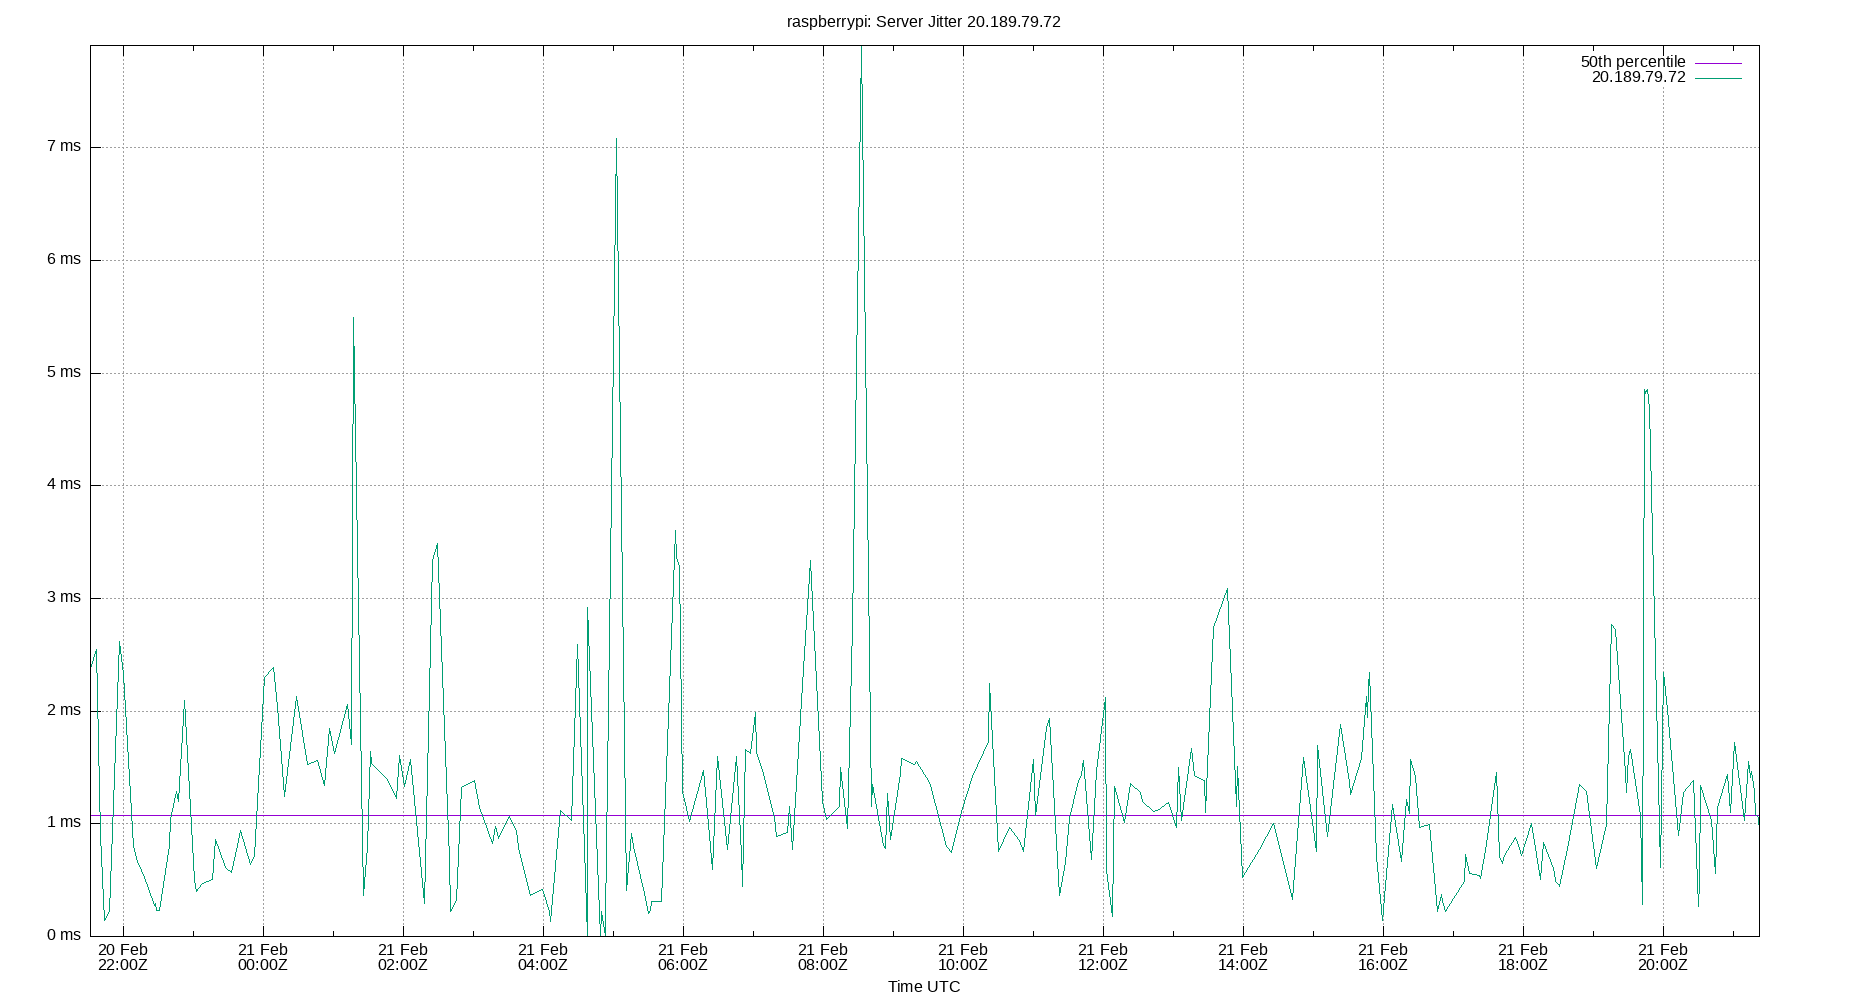 raspberrypi: Server Jitter 20.189.79.72
50th percentile
20.189.79.72
7 ms
6 ms
5 ms
4 ms
3 ms
2 ms
1 ms
0 ms
20 Feb 21 Feb 21 Feb 21 Feb 21 Feb 21 Feb 21 Feb 21 Feb 21 Feb 21 Feb 21 Feb 21 Feb
22:00Z 00:00Z 02:00Z 04:00Z 06:00Z 08:00Z 10:00Z 12:00Z 14:00Z 16:00Z 18:00Z 20:00Z
Time UTC